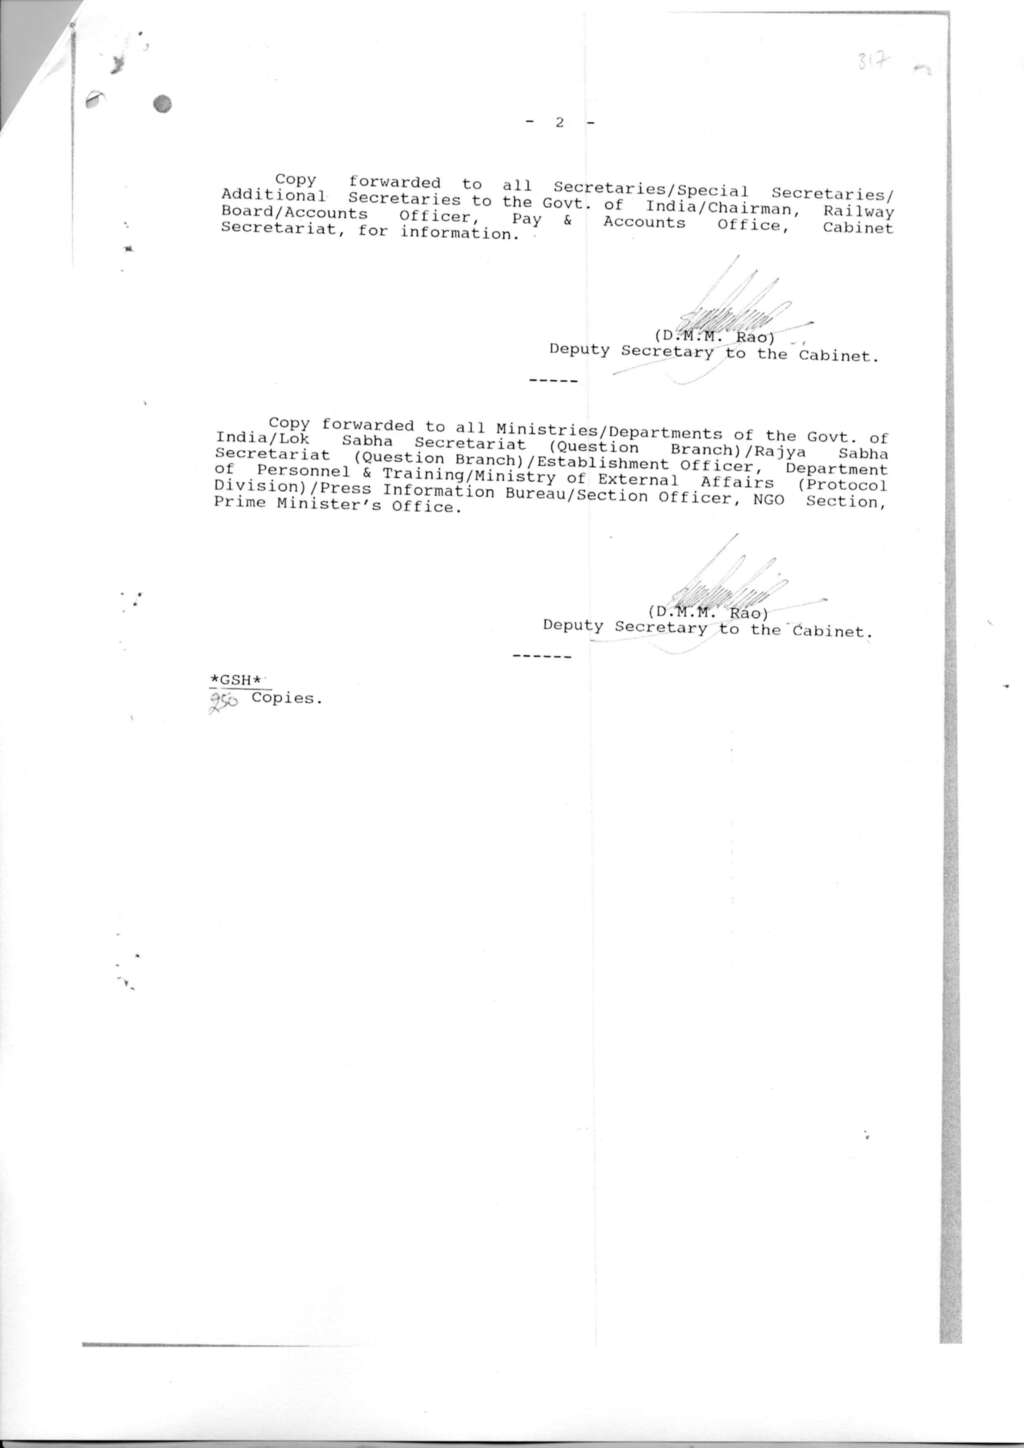 317
- 2 -
Copy forwarded to all Secretaries/Special Secretaries/
Additional Secretaries to the Govt. of India/Chairman, Railway
Board/Accounts Officer, Pay & Accounts Office, Cabinet
Secretariat, for information.
(D.M.M. Rao)
Deputy Secretary to the Cabinet.
-----
Copy forwarded to all Ministries/Departments of the Govt. of
India/Lok Sabha Secretariat (Question Branch)/Rajya Sabha
Secretariat (Question Branch)/Establishment Officer, Department
of Personnel & Training/Ministry of External Affairs (Protocol
Division)/Press Information Bureau/Section Officer, NGO Section,
Prime Minister's Office.
(D.M.M. Rao)
Deputy Secretary to the Cabinet.
------
*GSH*
250 Copies.